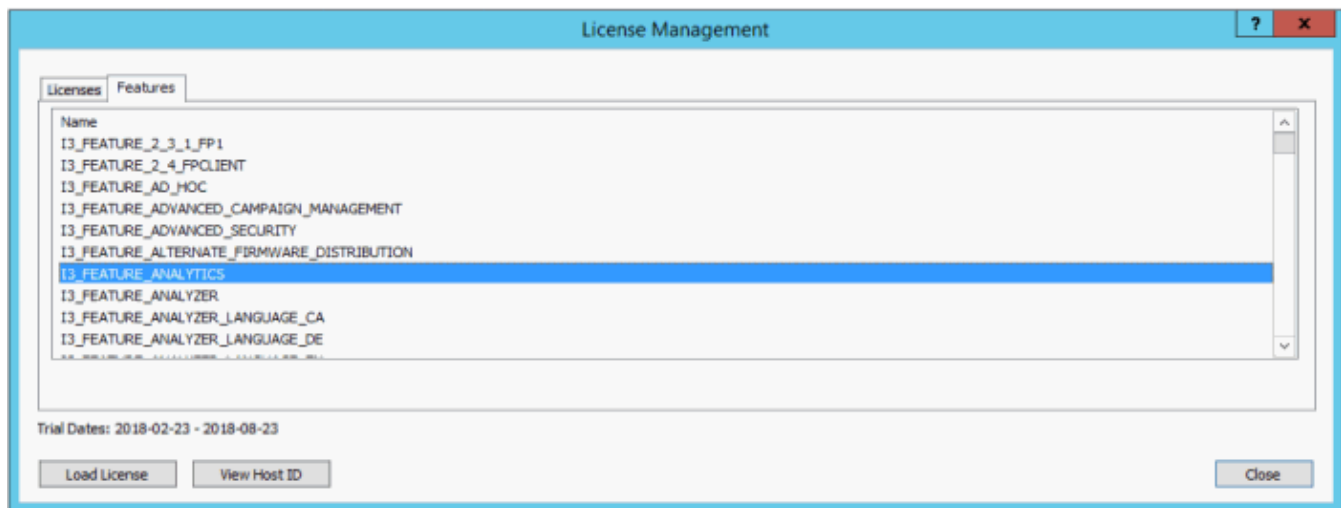 License Management
? x
Licenses Features
Name
I3_FEATURE_2_3_1_FP1
I3_FEATURE_2_4_FPCLIENT
I3_FEATURE_AD_HOC
I3_FEATURE_ADVANCED_CAMPAIGN_MANAGEMENT
I3_FEATURE_ADVANCED_SECURITY
I3_FEATURE_ALTERNATE_FIRMWARE_DISTRIBUTION
I3_FEATURE_ANALYTICS
I3_FEATURE_ANALYZER
I3_FEATURE_ANALYZER_LANGUAGE_CA
I3_FEATURE_ANALYZER_LANGUAGE_DE
Trial Dates: 2018-02-23 - 2018-08-23
Load License View Host ID Close